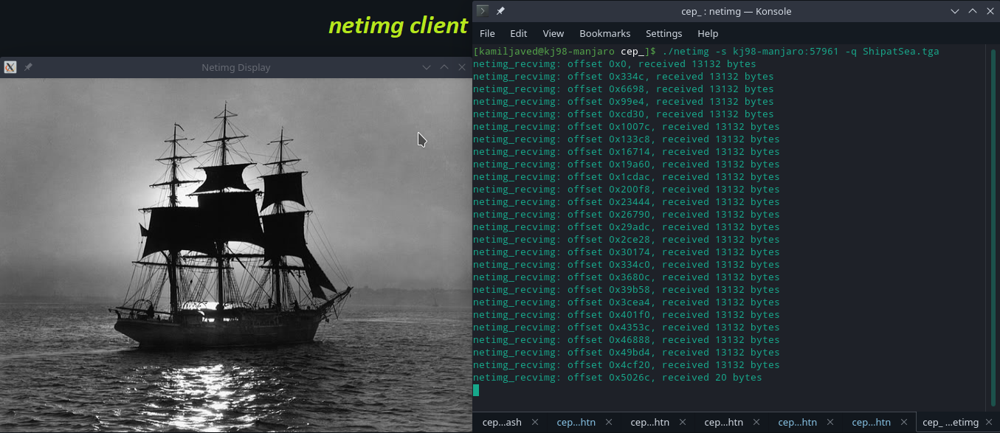 netimg client
Netimg Display
cep_ : netimg — Konsole
File Edit View Bookmarks Settings Help
[kamiljaved@kj98-manjaro cep_]$ ./netimg -s kj98-manjaro:57961 -q ShipatSea.tga
netimg_recvimg: offset 0x0, received 13132 bytes
netimg_recvimg: offset 0x334c, received 13132 bytes
netimg_recvimg: offset 0x6698, received 13132 bytes
netimg_recvimg: offset 0x99e4, received 13132 bytes
netimg_recvimg: offset 0xcd30, received 13132 bytes
netimg_recvimg: offset 0x1007c, received 13132 bytes
netimg_recvimg: offset 0x133c8, received 13132 bytes
netimg_recvimg: offset 0x16714, received 13132 bytes
netimg_recvimg: offset 0x19a60, received 13132 bytes
netimg_recvimg: offset 0x1cdac, received 13132 bytes
netimg_recvimg: offset 0x200f8, received 13132 bytes
netimg_recvimg: offset 0x23444, received 13132 bytes
netimg_recvimg: offset 0x26790, received 13132 bytes
netimg_recvimg: offset 0x29adc, received 13132 bytes
netimg_recvimg: offset 0x2ce28, received 13132 bytes
netimg_recvimg: offset 0x30174, received 13132 bytes
netimg_recvimg: offset 0x334c0, received 13132 bytes
netimg_recvimg: offset 0x3680c, received 13132 bytes
netimg_recvimg: offset 0x39b58, received 13132 bytes
netimg_recvimg: offset 0x3cea4, received 13132 bytes
netimg_recvimg: offset 0x401f0, received 13132 bytes
netimg_recvimg: offset 0x4353c, received 13132 bytes
netimg_recvimg: offset 0x46888, received 13132 bytes
netimg_recvimg: offset 0x49bd4, received 13132 bytes
netimg_recvimg: offset 0x4cf20, received 13132 bytes
netimg_recvimg: offset 0x5026c, received 20 bytes
cep...ash cep...htn cep...htn cep...htn cep...htn cep...htn cep_ ...etimg